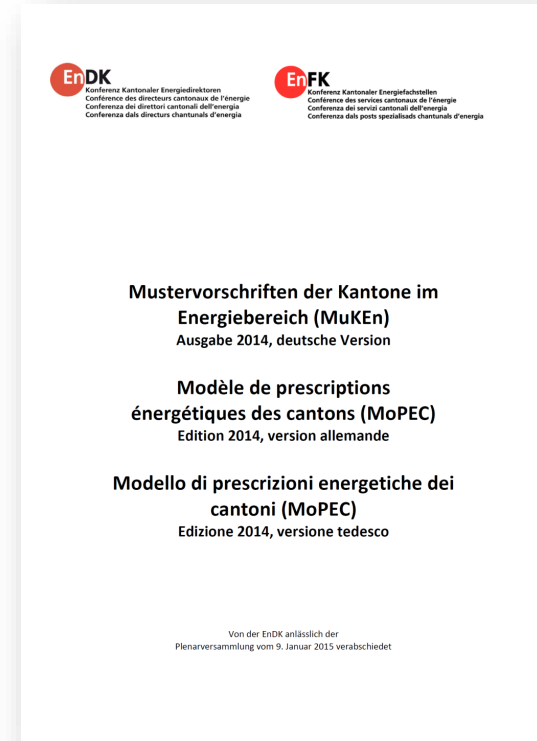 EnDK
Konferenz Kantonaler Energiedirektoren
Conférence des directeurs cantonaux de l'énergie
Conferenza dei direttori cantonali dell'energia
Conferenza dals directurs chantunals d'energia
EnFK
Konferenz Kantonaler Energiefachstellen
Conférence des services cantonaux de l'énergie
Conferenza dei servizi cantonali dell'energia
Conferenza dals posts spezialisads chantunals d'energia
Mustervorschriften der Kantone im
Energiebereich (MuKEn)
Ausgabe 2014, deutsche Version
Modèle de prescriptions
énergétiques des cantons (MoPEC)
Edition 2014, version allemande
Modello di prescrizioni energetiche dei
cantoni (MoPEC)
Edizione 2014, versione tedesco
Von der EnDK anlässlich der
Plenarversammlung vom 9. Januar 2015 verabschiedet